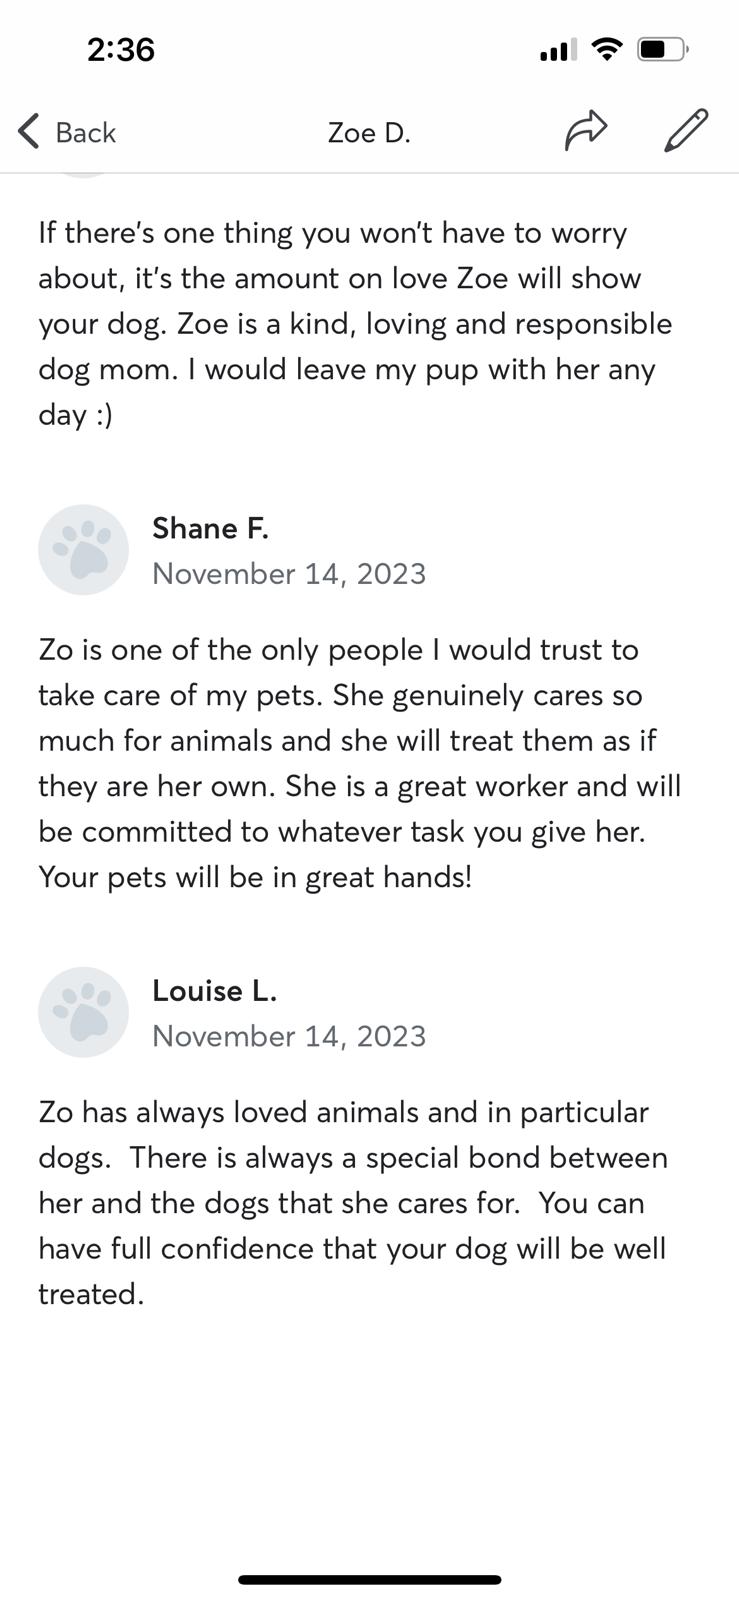 2:36
Back
Zoe D.
If there's one thing you won't have to worry
about, it's the amount on love Zoe will show
your dog. Zoe is a kind, loving and responsible
dog mom. I would leave my pup with her any
day :)
Shane F.
November 14, 2023
Zo is one of the only people I would trust to
take care of my pets. She genuinely cares so
much for animals and she will treat them as if
they are her own. She is a great worker and will
be committed to whatever task you give her.
Your pets will be in great hands!
Louise L.
November 14, 2023
Zo has always loved animals and in particular
dogs.  There is always a special bond between
her and the dogs that she cares for.  You can
have full confidence that your dog will be well
treated.